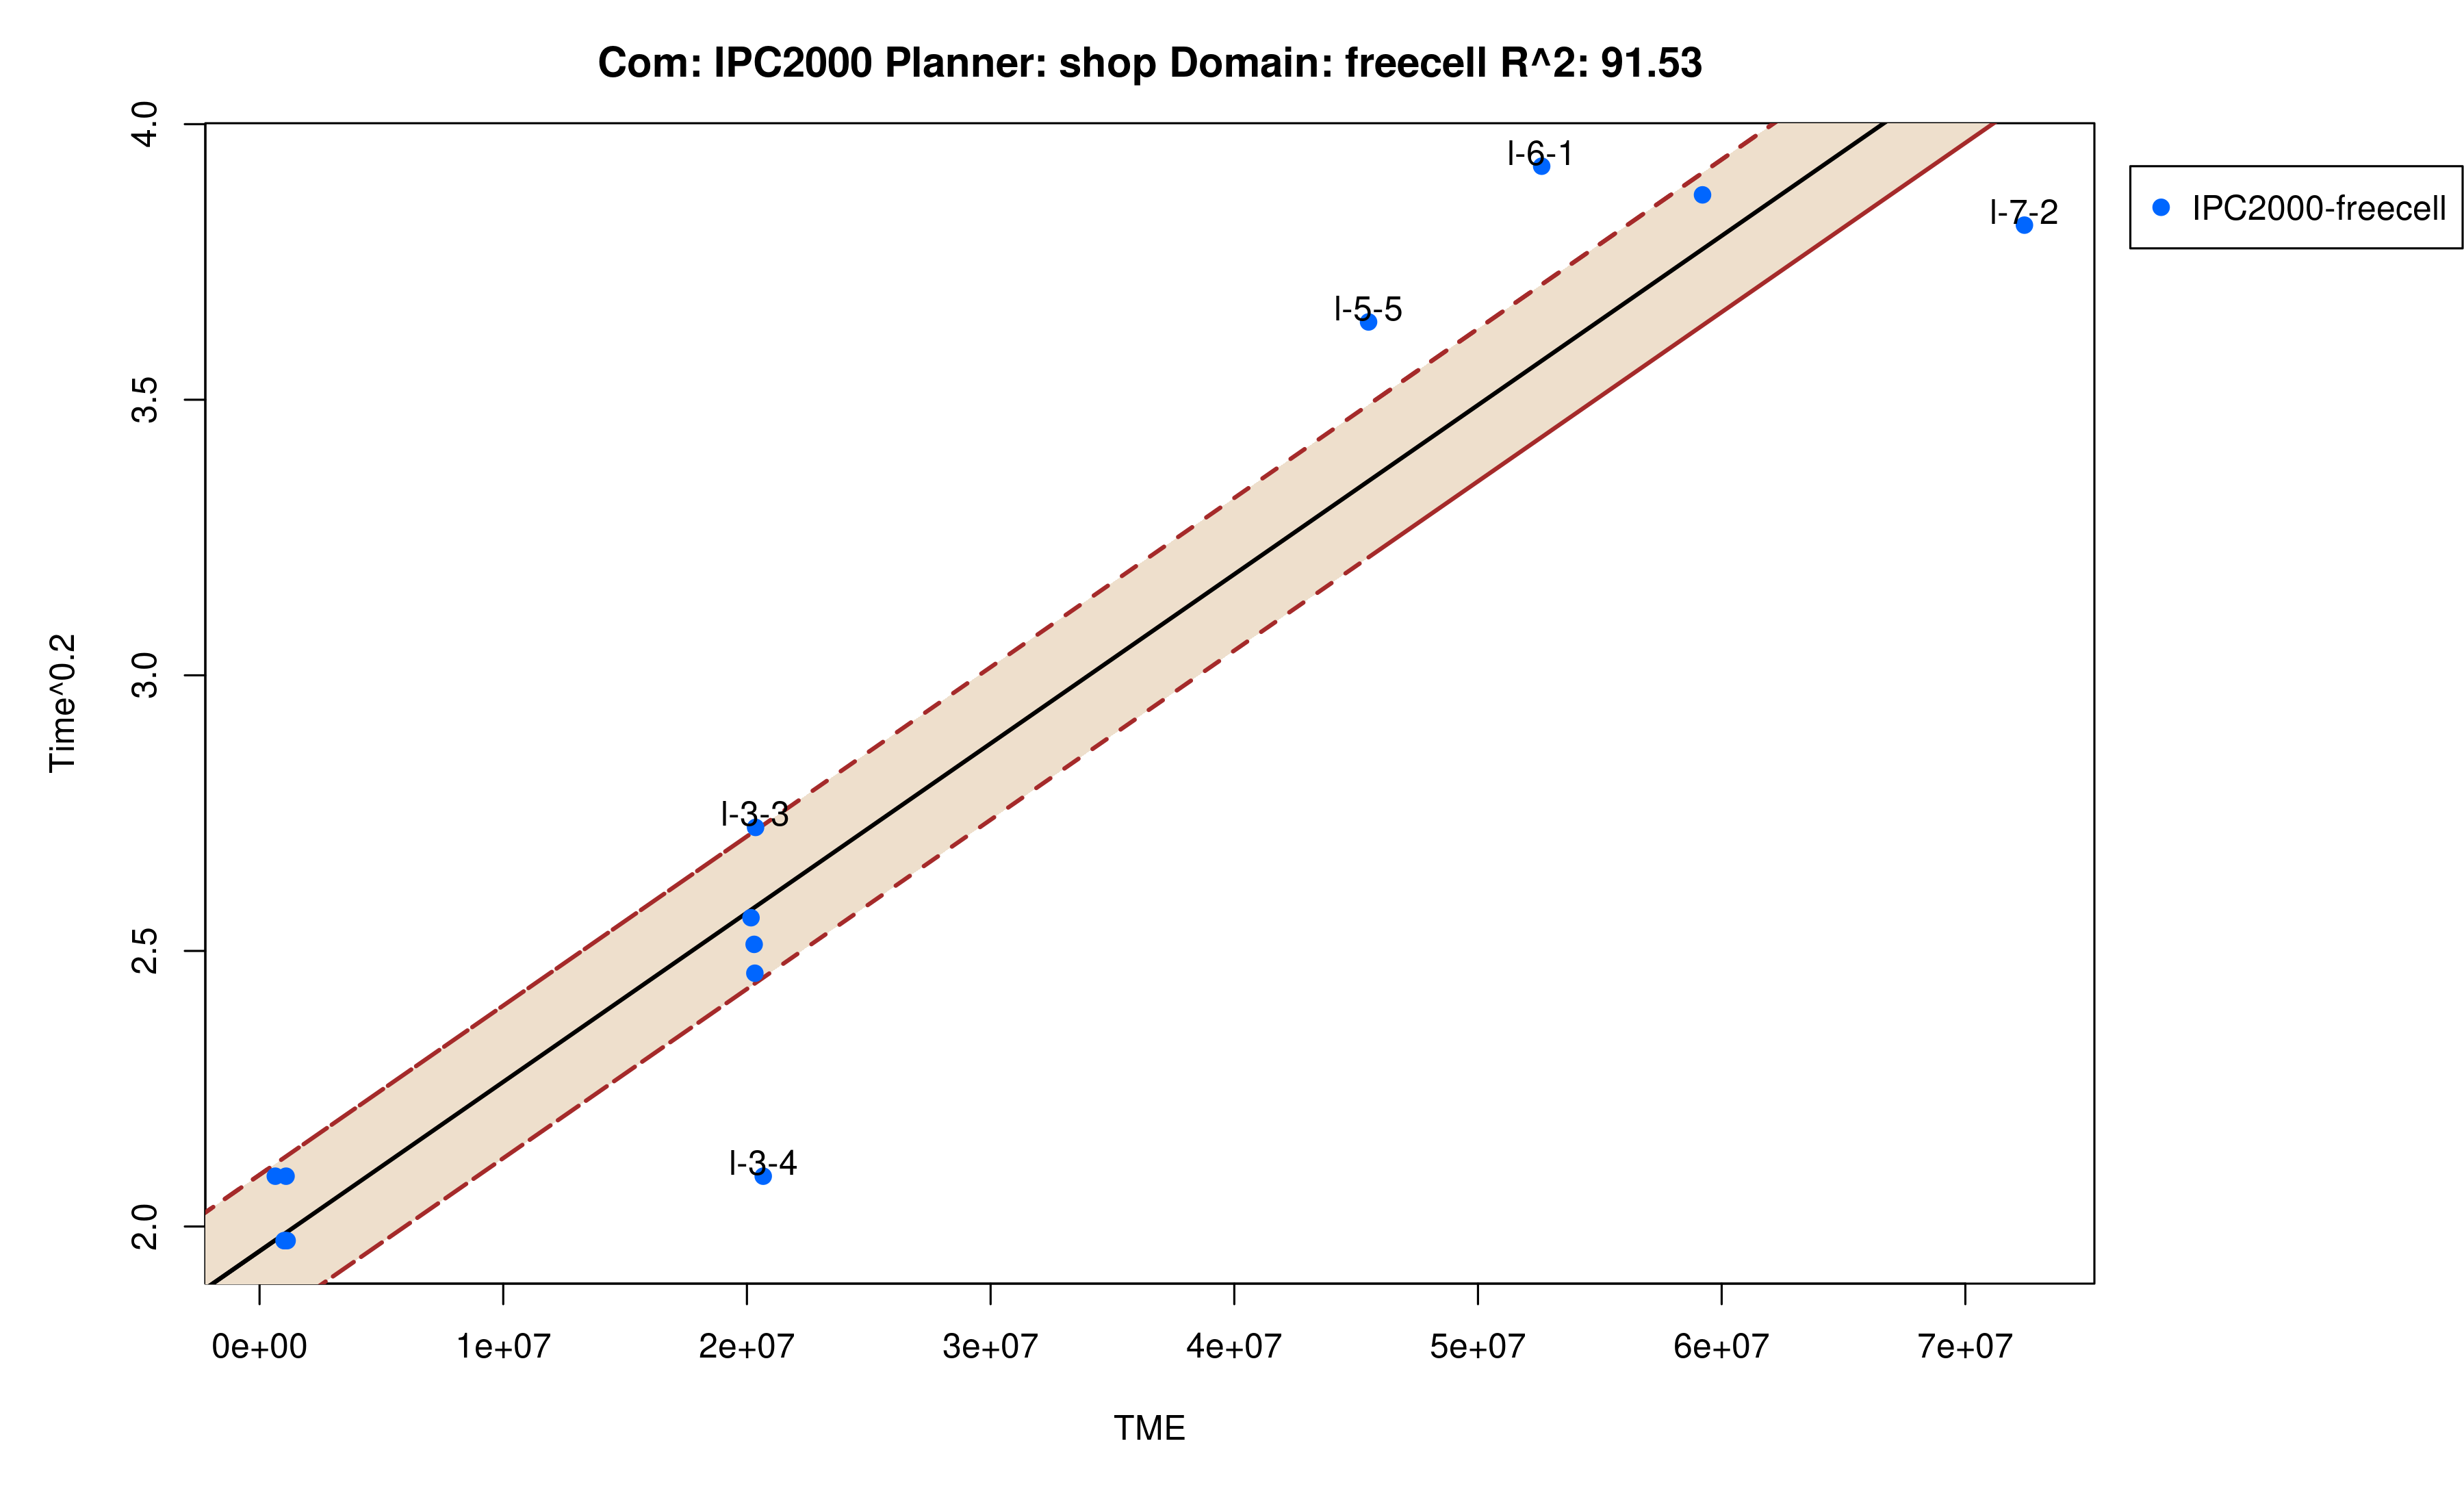 Com: IPC2000 Planner: shop Domain: freecell R^2: 91.53
4.0
3.5
3.0
2.5
2.0
Time^0.2
l-6-1
l-7-2
l-5-5
l-3-3
l-3-4
IPC2000-freecell
0e+00 1e+07 2e+07 3e+07 4e+07 5e+07 6e+07 7e+07
TME